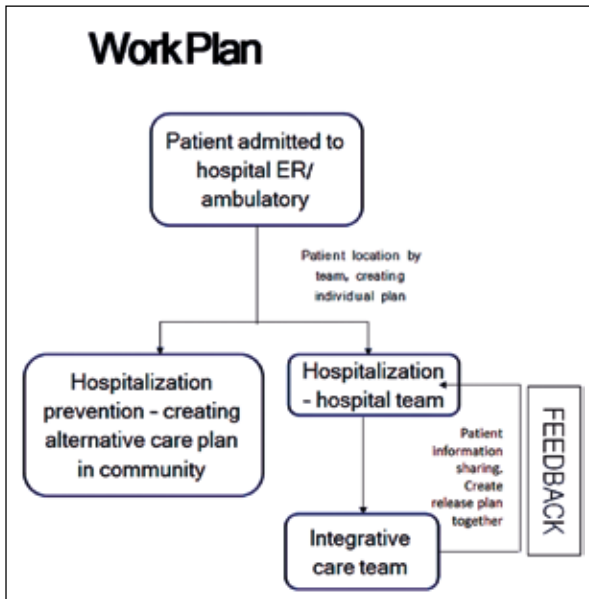 Work Plan
Patient admitted to
hospital ER/
ambulatory
Patient location by
team, creating
individual plan
Hospitalization
prevention - creating
alternative care plan
in community
Hospitalization
- hospital team
Patient
information
sharing.
Create
release plan
together
FEEDBACK
Integrative
care team